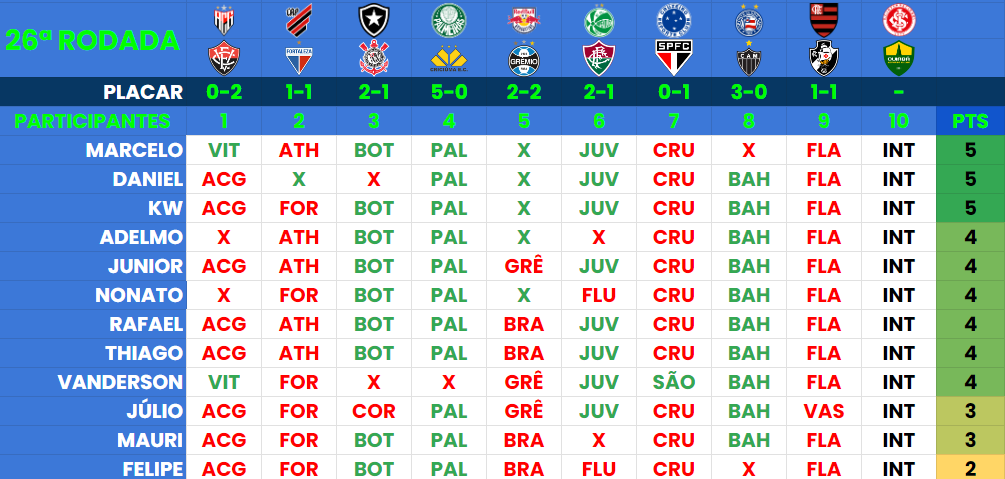 26ª RODADA
PLACAR 0-2 1-1 2-1 5-0 2-2 2-1 0-1 3-0 1-1 -
PARTICIPANTES 1 2 3 4 5 6 7 8 9 10 PTS
MARCELO VIT ATH BOT PAL X JUV CRU X FLA INT 5
DANIEL ACG X X PAL X JUV CRU BAH FLA INT 5
KW ACG FOR BOT PAL X JUV CRU BAH FLA INT 5
ADELMO X ATH BOT PAL X X CRU BAH FLA INT 4
JUNIOR ACG ATH BOT PAL GRÊ JUV CRU BAH FLA INT 4
NONATO X FOR BOT PAL X FLU CRU BAH FLA INT 4
RAFAEL ACG ATH BOT PAL BRA JUV CRU BAH FLA INT 4
THIAGO ACG ATH BOT PAL BRA JUV CRU BAH FLA INT 4
VANDERSON VIT FOR X X GRÊ JUV SÃO BAH FLA INT 4
JÚLIO ACG FOR COR PAL GRÊ JUV CRU BAH VAS INT 3
MAURI ACG FOR BOT PAL BRA X CRU BAH FLA INT 3
FELIPE ACG FOR BOT PAL BRA FLU CRU X FLA INT 2